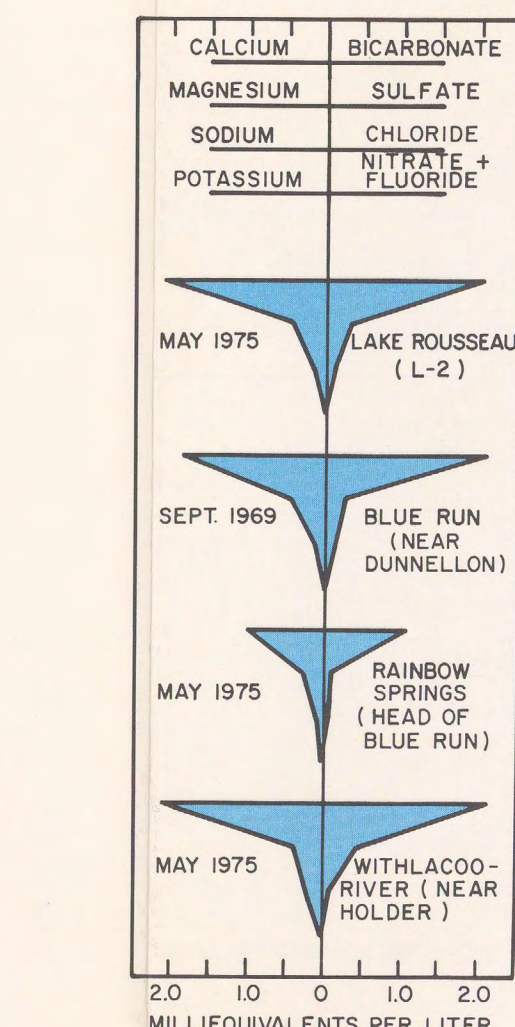 CALCIUM BICARBONATE
MAGNESIUM SULFATE
SODIUM CHLORIDE
NITRATE +
POTASSIUM FLUORIDE
MAY 1975 LAKE ROUSSEAU
(L-2)
SEPT. 1969 BLUE RUN
(NEAR
DUNNELLON)
RAINBOW
MAY 1975 SPRINGS
(HEAD OF
BLUE RUN)
MAY 1975 WITHLACOO-
RIVER (NEAR
HOLDER)
2.0 1.0 0 1.0 2.0
MILLIEQUIVALENTS PER LITER